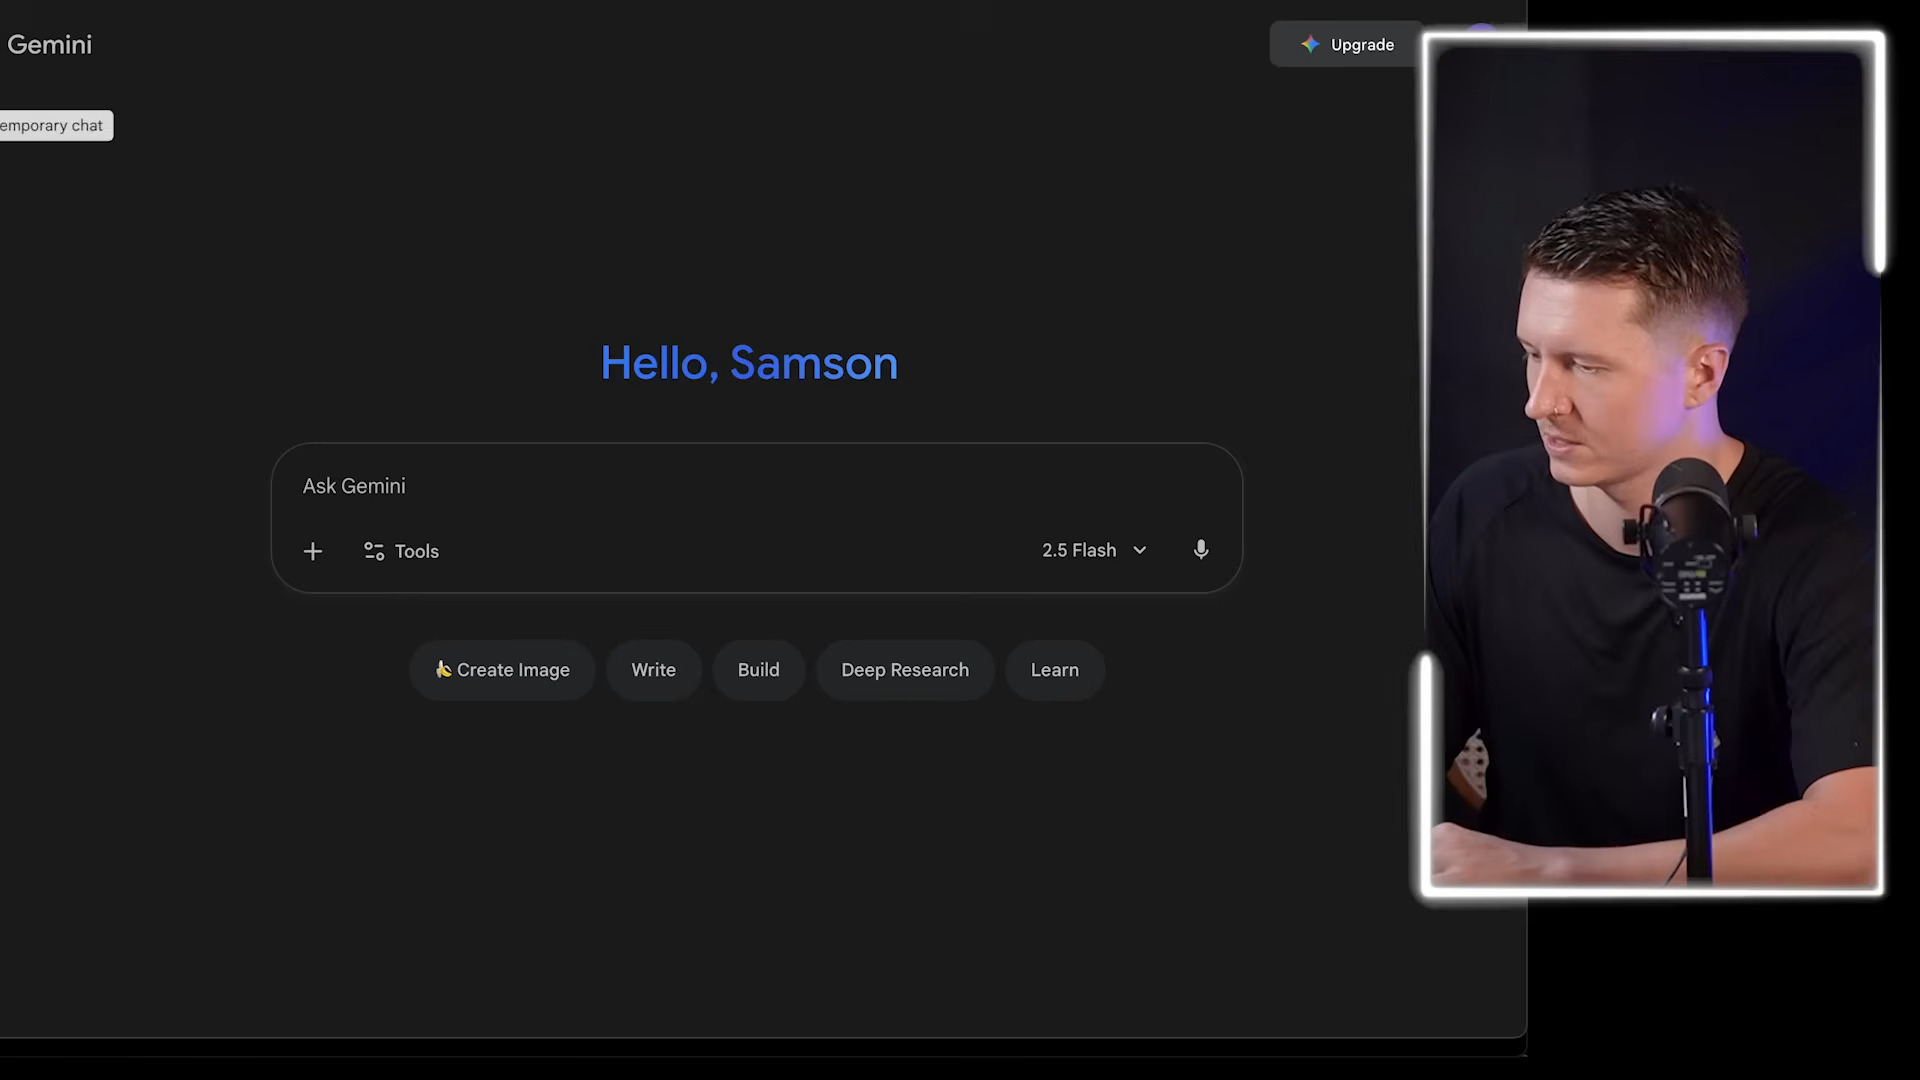 Gemini
Upgrade
emporary chat
Hello, Samson
Ask Gemini
Tools
2.5 Flash
Create Image
Write
Build
Deep Research
Learn